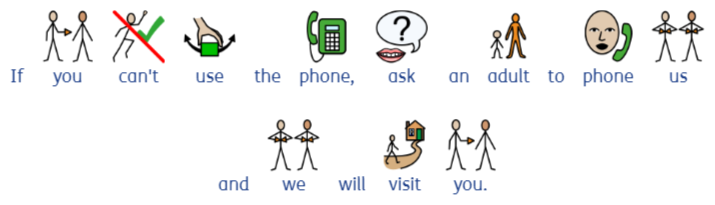 If you can't use the phone, ask an adult to phone us
and we will visit you.